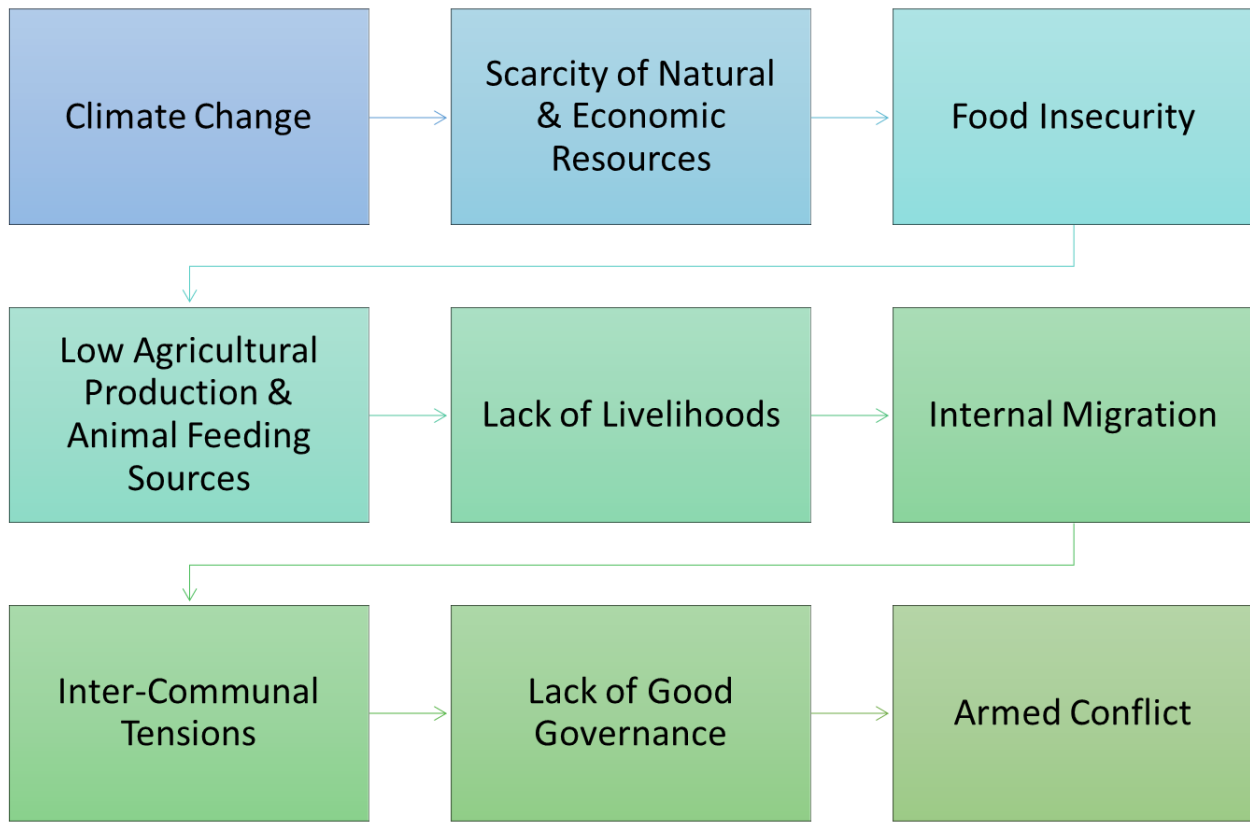 Climate Change
Scarcity of Natural
& Economic
Resources
Food Insecurity
Low Agricultural
Production &
Animal Feeding
Sources
Lack of Livelihoods
Internal Migration
Inter-Communal
Tensions
Lack of Good
Governance
Armed Conflict